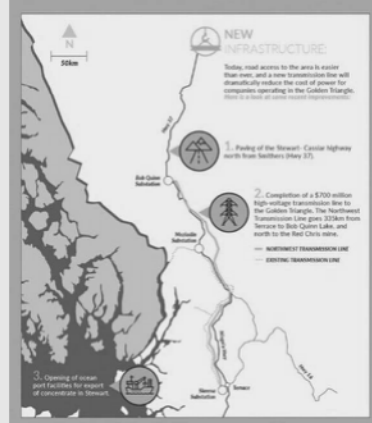 N
50km
NEW
INFRASTRUCTURE:
Today, road access to the area is easier
than ever, and a new transmission line will
dramatically reduce the cost of power for
companies operating in the Golden Triangle.
Here is a look at some recent improvements:
Hwy 37
1. Paving of the Stewart-Cassiar highway
north from Smithers (Hwy 37).
Bob Quinn
Substation
2. Completion of a $700 million
high-voltage transmission line to
the Golden Triangle. The Northwest
Transmission Line goes 335km from
Terrace to Bob Quinn Lake, and
north to the Red Chris mine.
Meziadin
Substation
NORTHWEST TRANSMISSION LINE
EXISTING TRANSMISSION LINE
3. Opening of ocean
port facilities for export
of concentrate in Stewart.
Skeena
Substation
Terrace
Hwy 16